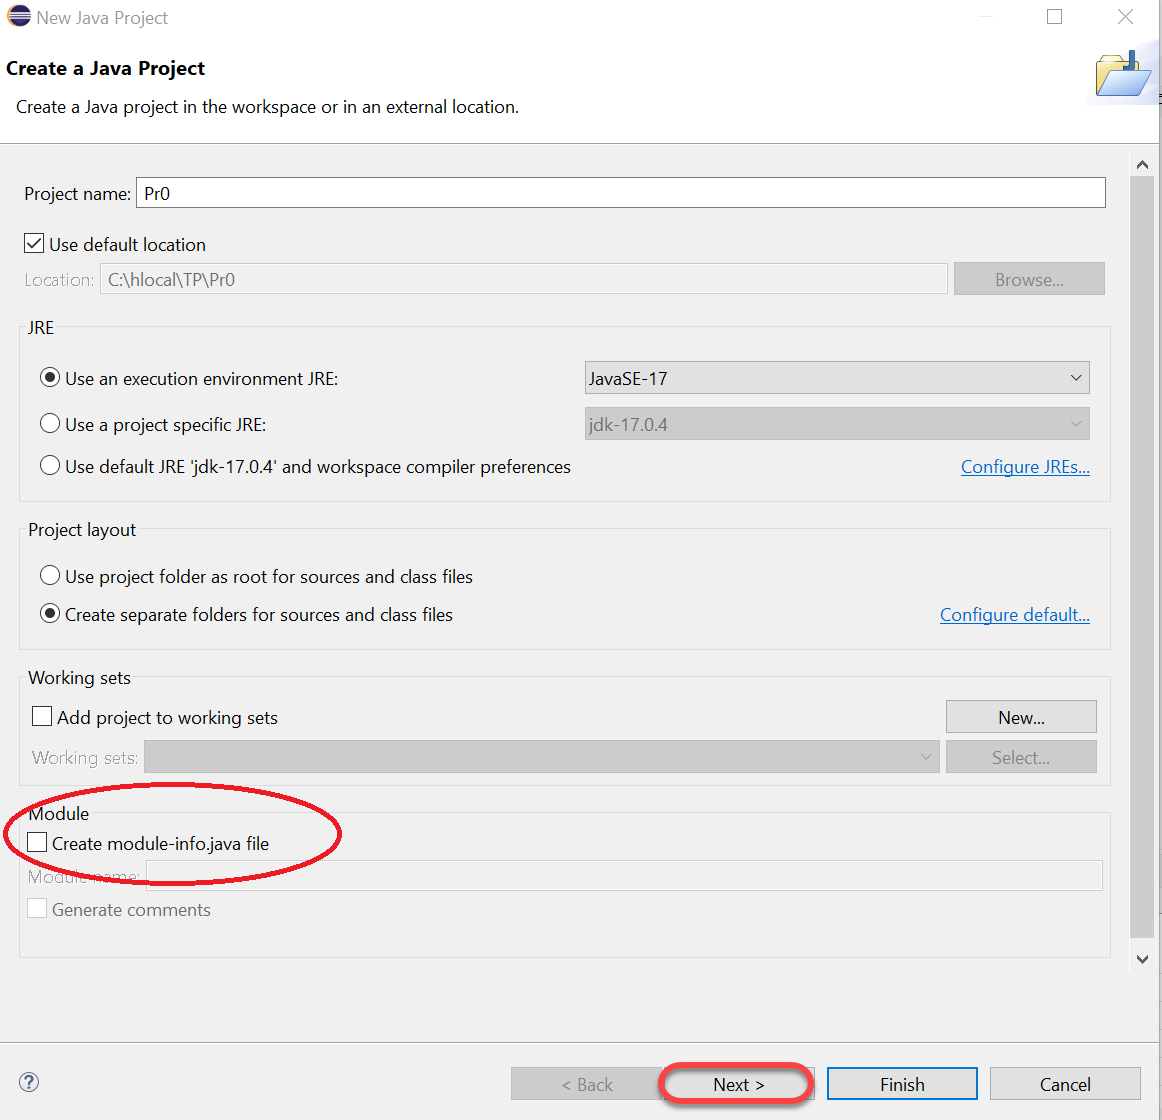 New Java Project
Create a Java Project
Create a Java project in the workspace or in an external location.
Project name: Pr0
Use default location
Location: C:\hlocal\TP\Pr0 Browse...
JRE
Use an execution environment JRE: JavaSE-17
Use a project specific JRE: jdk-17.0.4
Use default JRE 'jdk-17.0.4' and workspace compiler preferences Configure JREs...
Project layout
Use project folder as root for sources and class files
Create separate folders for sources and class files Configure default...
Working sets
Add project to working sets New...
Working sets: Select...
Module
Create module-info.java file
Module name:
Generate comments
? < Back Next > Finish Cancel